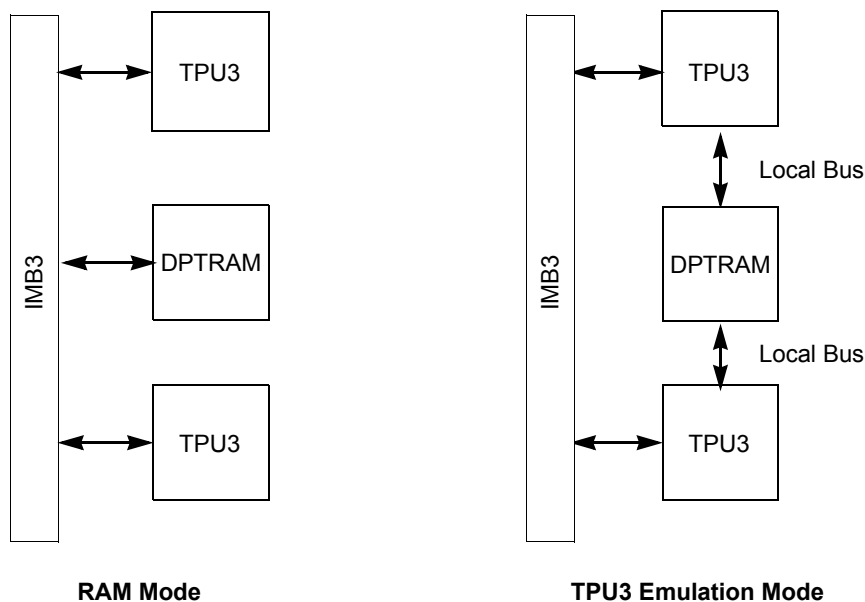 TPU3
IMB3
DPTRAM
TPU3
RAM Mode
TPU3
Local Bus
IMB3
DPTRAM
Local Bus
TPU3
TPU3 Emulation Mode